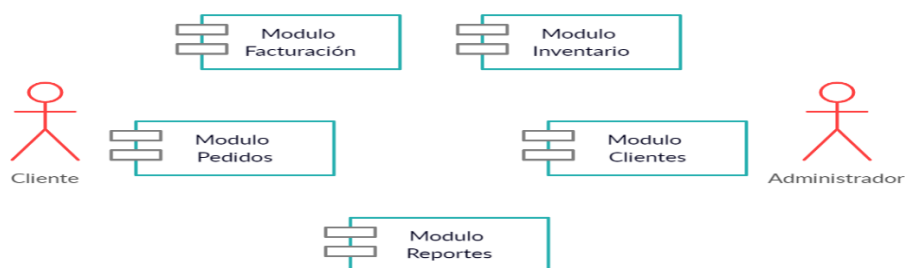 Modulo
Facturación
Modulo
Inventario
Modulo
Pedidos
Modulo
Clientes
Cliente
Administrador
Modulo
Reportes